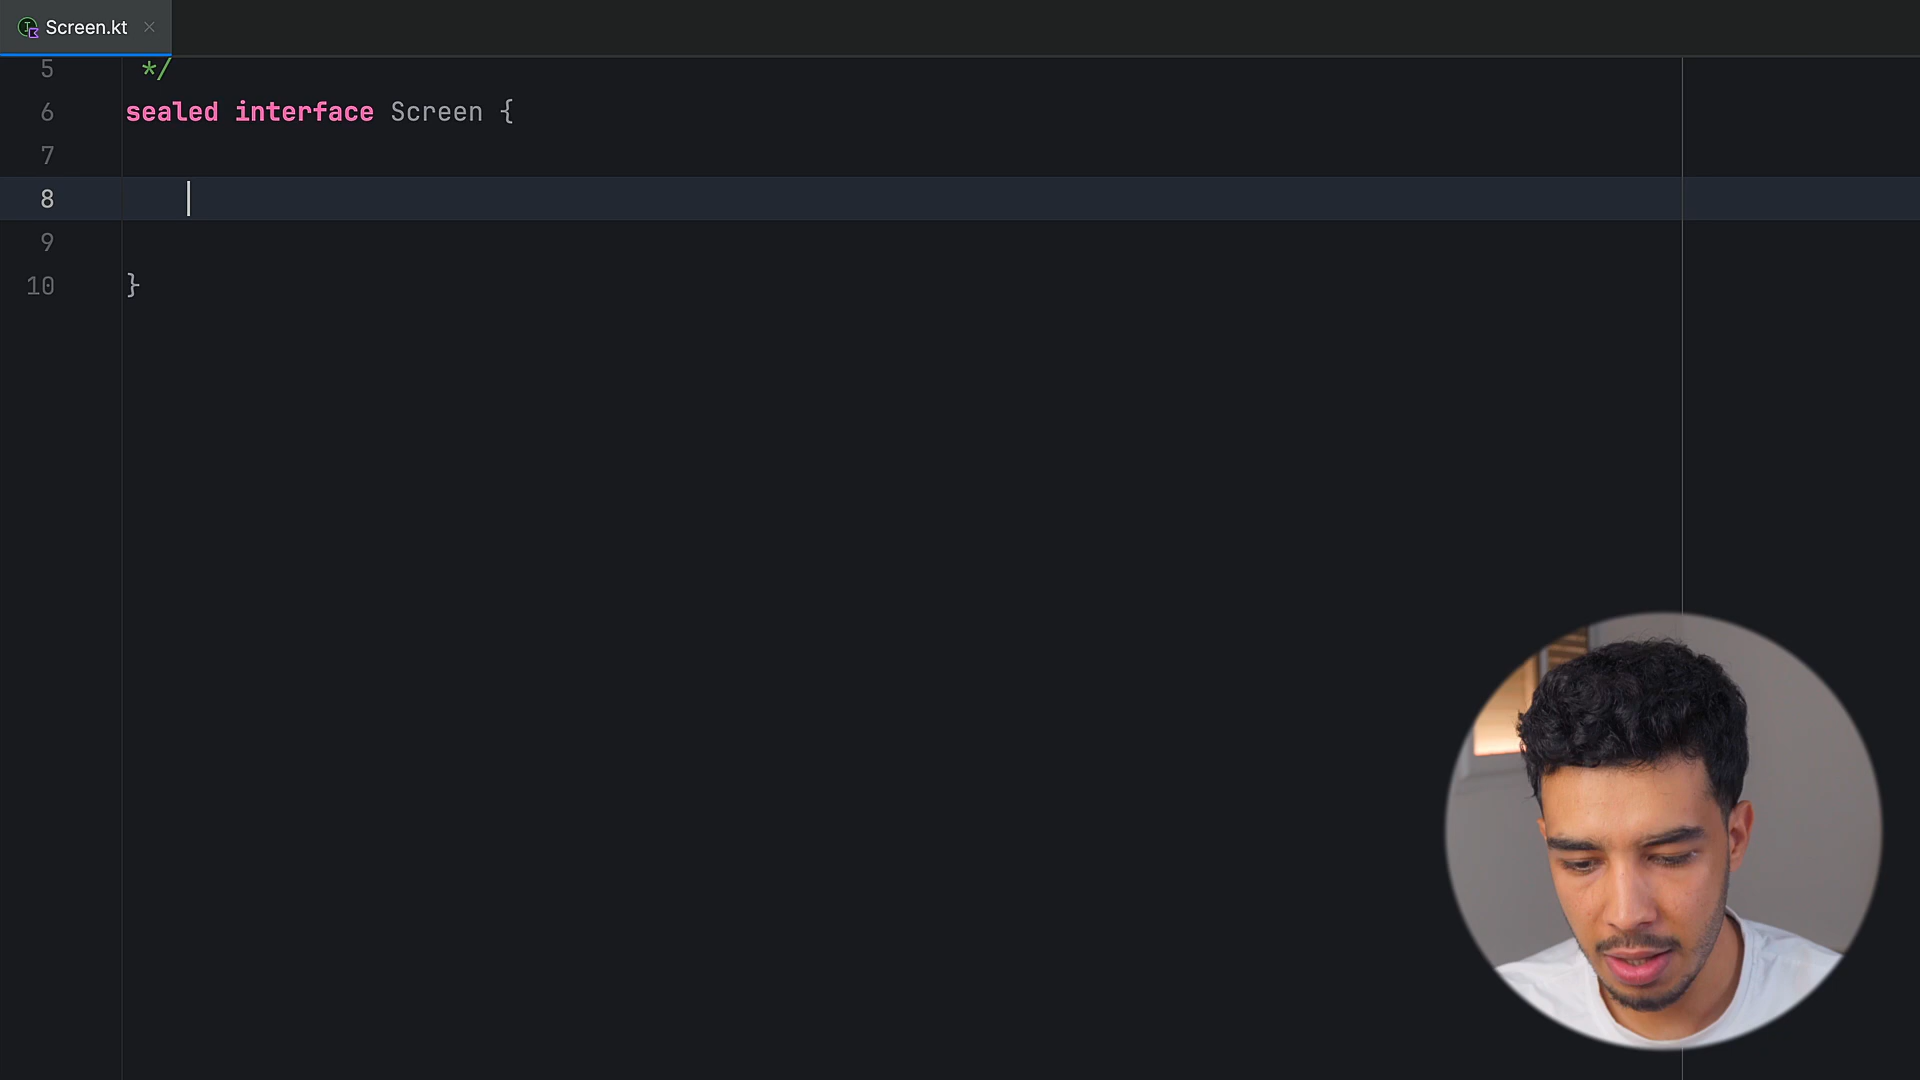 Screen.kt
5 */
6 sealed interface Screen {
7
8
9
10 }